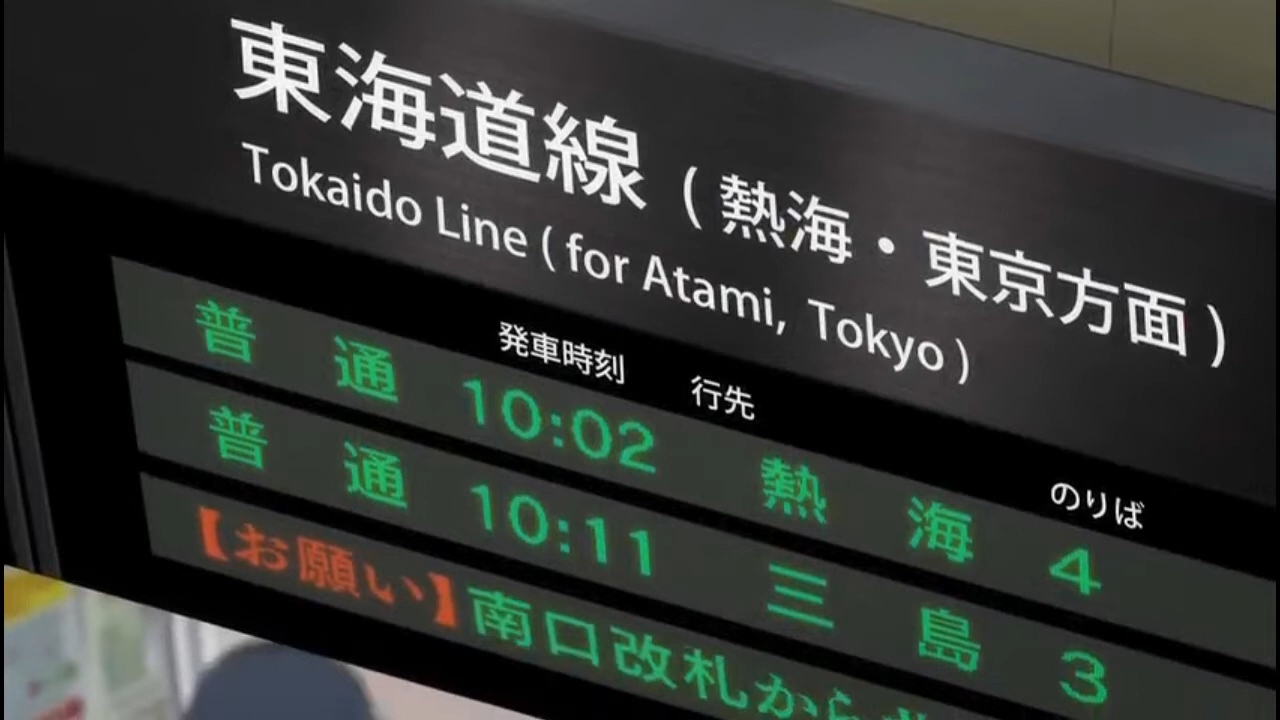 東海道線（熱海・東京方面）
Tokaido Line (for Atami, Tokyo)
発車時刻 行先 のりば
普通 10:02 熱海 4
普通 10:11 三島 3
【お願い】南口改札から